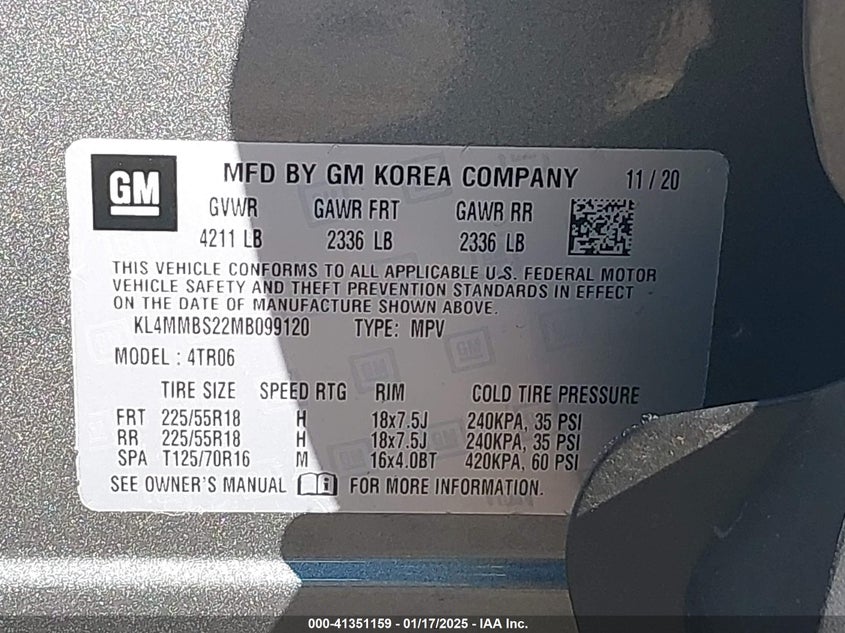 GM
MFD BY GM KOREA COMPANY 11/20
GVWR GAWR FRT GAWR RR
4211 LB 2336 LB 2336 LB
THIS VEHICLE CONFORMS TO ALL APPLICABLE U.S. FEDERAL MOTOR
VEHICLE SAFETY AND THEFT PREVENTION STANDARDS IN EFFECT
ON THE DATE OF MANUFACTURE SHOWN ABOVE.
KL4MMBS22MB099120 TYPE: MPV
MODEL : 4TR06
TIRE SIZE SPEED RTG RIM COLD TIRE PRESSURE
FRT 225/55R18 H 18x7.5J 240KPA, 35 PSI
RR 225/55R18 H 18x7.5J 240KPA, 35 PSI
SPA T125/70R16 M 16x4.0BT 420KPA, 60 PSI
SEE OWNER'S MANUAL i FOR MORE INFORMATION.
000-41351159 - 01/17/2025 - IAA Inc.